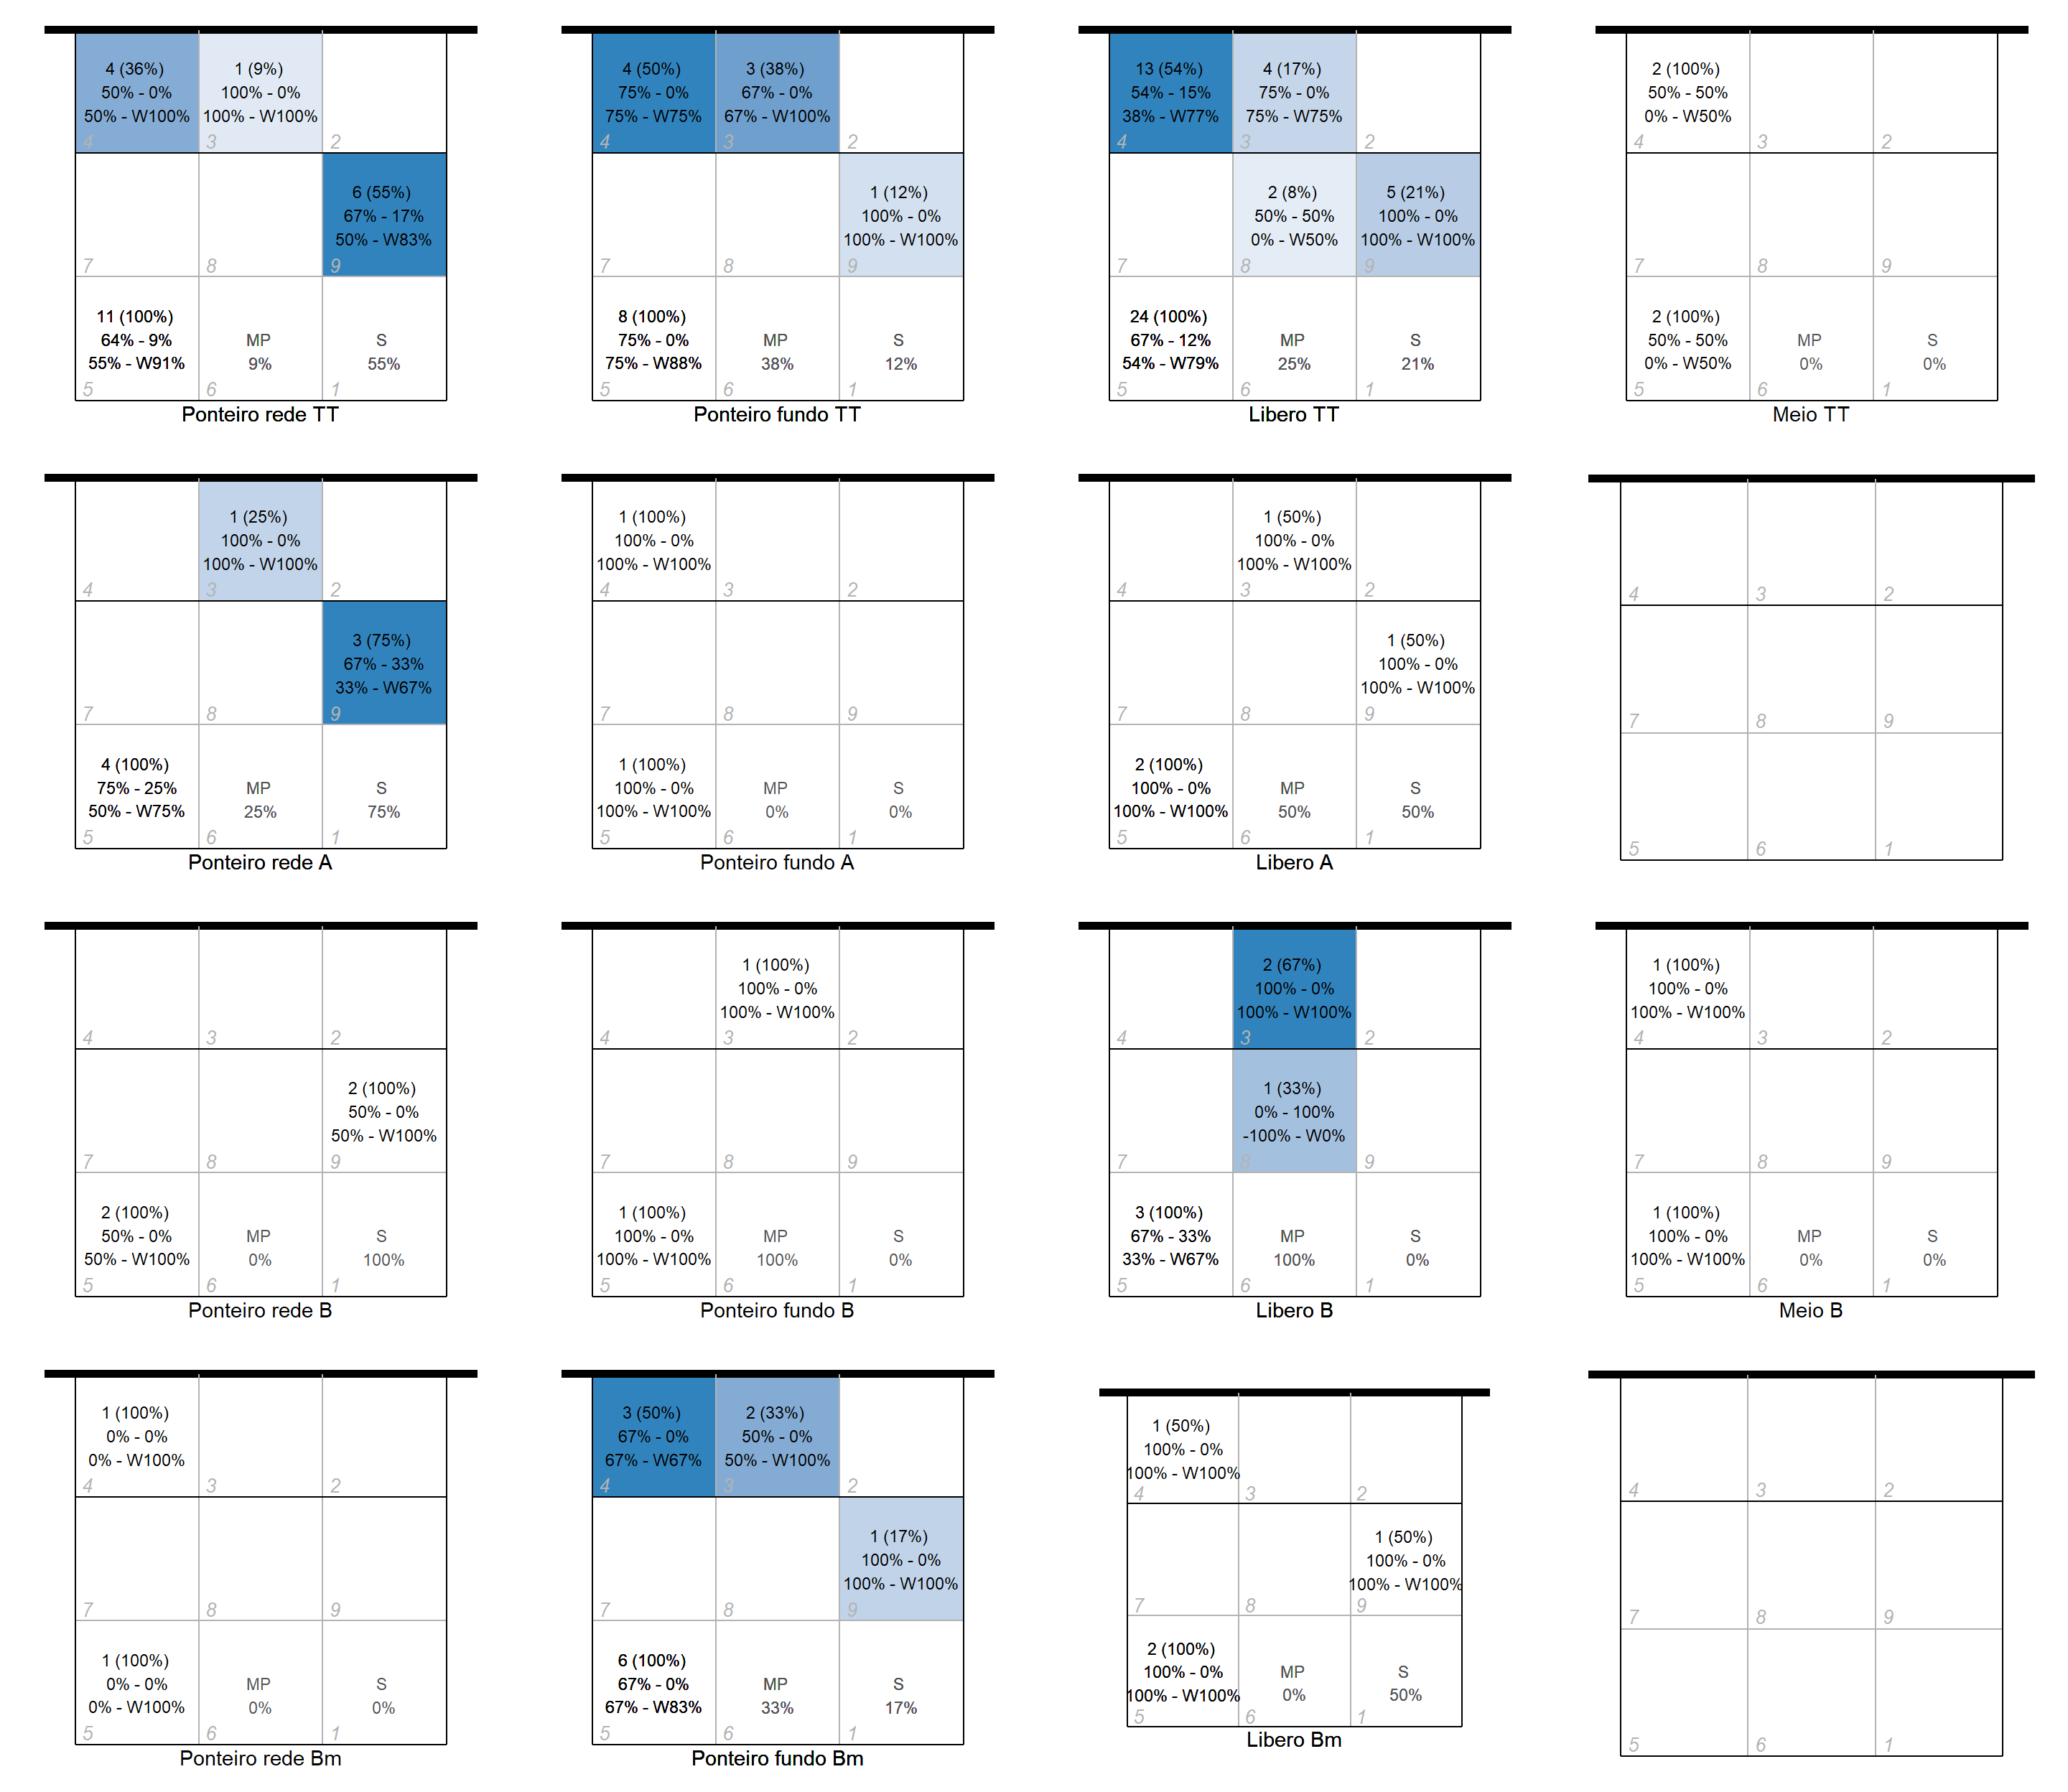 4 (36%)
50% - 0%
50% - W100%
4
1 (9%)
100% - 0%
100% - W100%
3
2
7
8
6 (55%)
67% - 17%
50% - W83%
9
11 (100%)
64% - 9%
55% - W91%
5
MP
9%
6
S
55%
1
Ponteiro rede TT
4 (50%)
75% - 0%
75% - W75%
4
3 (38%)
67% - 0%
67% - W100%
3
2
7
8
1 (12%)
100% - 0%
100% - W100%
9
8 (100%)
75% - 0%
75% - W88%
5
MP
38%
6
S
12%
1
Ponteiro fundo TT
13 (54%)
54% - 15%
38% - W77%
4
4 (17%)
75% - 0%
75% - W75%
3
2
7
2 (8%)
50% - 50%
0% - W50%
8
5 (21%)
100% - 0%
100% - W100%
9
24 (100%)
67% - 12%
54% - W79%
5
MP
25%
6
S
21%
1
Libero TT
2 (100%)
50% - 50%
0% - W50%
4
3
2
7
8
9
2 (100%)
50% - 50%
0% - W50%
5
MP
0%
6
S
0%
1
Meio TT
4
1 (25%)
100% - 0%
100% - W100%
3
2
7
8
3 (75%)
67% - 33%
33% - W67%
9
4 (100%)
75% - 25%
50% - W75%
5
MP
25%
6
S
75%
1
Ponteiro rede A
1 (100%)
100% - 0%
100% - W100%
4
3
2
7
8
9
1 (100%)
100% - 0%
100% - W100%
5
MP
0%
6
S
0%
1
Ponteiro fundo A
4
1 (50%)
100% - 0%
100% - W100%
3
2
7
8
1 (50%)
100% - 0%
100% - W100%
9
2 (100%)
100% - 0%
100% - W100%
5
MP
50%
6
S
50%
1
Libero A
4
3
2
7
8
9
5
6
1
4
3
2
7
8
2 (100%)
50% - 0%
50% - W100%
9
2 (100%)
50% - 0%
50% - W100%
5
MP
0%
6
S
100%
1
Ponteiro rede B
4
1 (100%)
100% - 0%
100% - W100%
3
2
7
8
9
1 (100%)
100% - 0%
100% - W100%
5
MP
100%
6
S
0%
1
Ponteiro fundo B
4
2 (67%)
100% - 0%
100% - W100%
3
2
7
1 (33%)
0% - 100%
-100% - W0%
8
9
3 (100%)
67% - 33%
33% - W67%
5
MP
100%
6
S
0%
1
Libero B
1 (100%)
100% - 0%
100% - W100%
4
3
2
7
8
9
1 (100%)
100% - 0%
100% - W100%
5
MP
0%
6
S
0%
1
Meio B
1 (100%)
0% - 0%
0% - W100%
4
3
2
7
8
9
1 (100%)
0% - 0%
0% - W100%
5
MP
0%
6
S
0%
1
Ponteiro rede Bm
3 (50%)
67% - 0%
67% - W67%
4
2 (33%)
50% - 0%
50% - W100%
3
2
7
8
1 (17%)
100% - 0%
100% - W100%
9
6 (100%)
67% - 0%
67% - W83%
5
MP
33%
6
S
17%
1
Ponteiro fundo Bm
1 (50%)
100% - 0%
100% - W100%
4
3
2
7
8
1 (50%)
100% - 0%
100% - W100%
9
2 (100%)
100% - 0%
100% - W100%
5
MP
0%
6
S
50%
1
Libero Bm
4
3
2
7
8
9
5
6
1